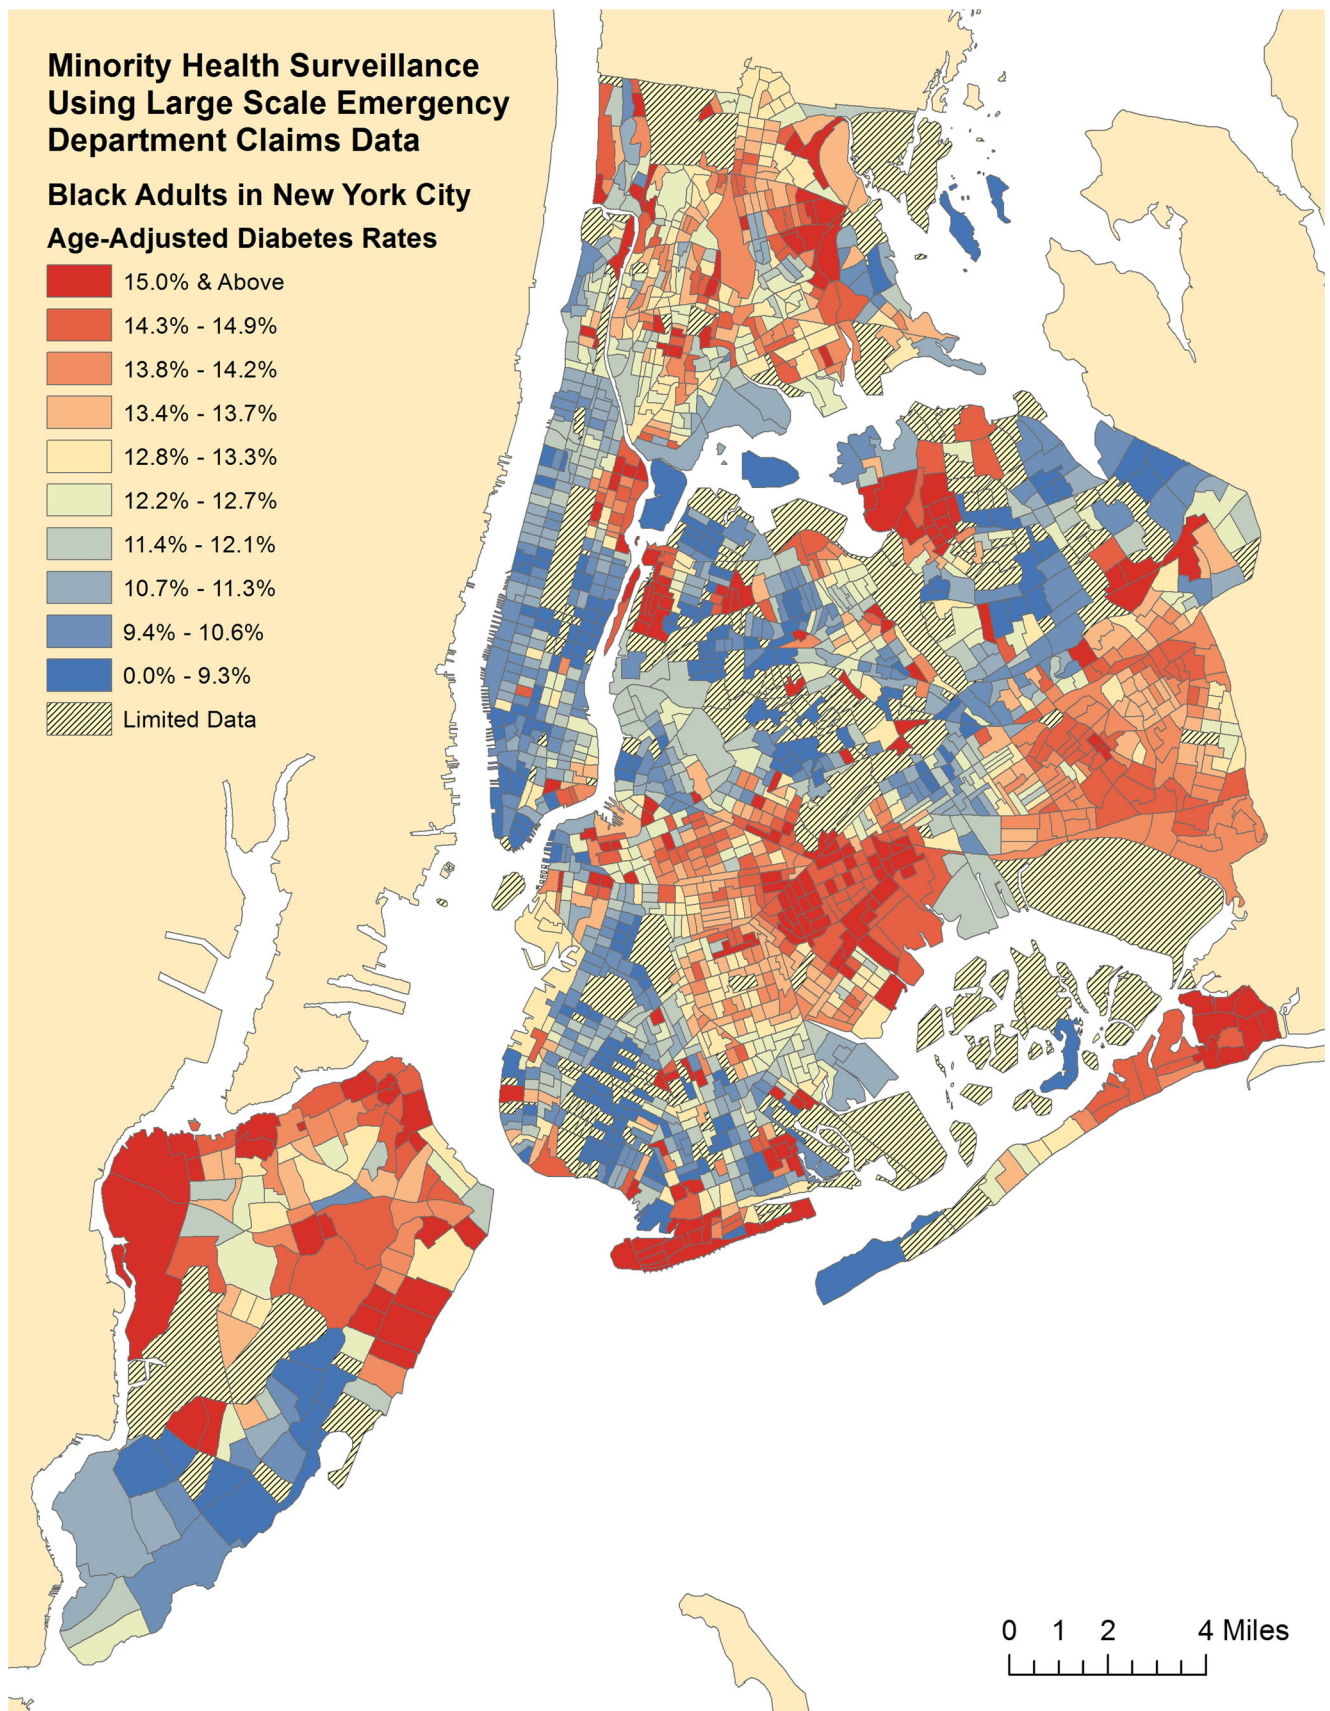 Minority Health Surveillance
Using Large Scale Emergency
Department Claims Data
Black Adults in New York City
Age-Adjusted Diabetes Rates
15.0% & Above
14.3% - 14.9%
13.8% - 14.2%
13.4% - 13.7%
12.8% - 13.3%
12.2% - 12.7%
11.4% - 12.1%
10.7% - 11.3%
9.4% - 10.6%
0.0% - 9.3%
Limited Data
0 1 2 4 Miles